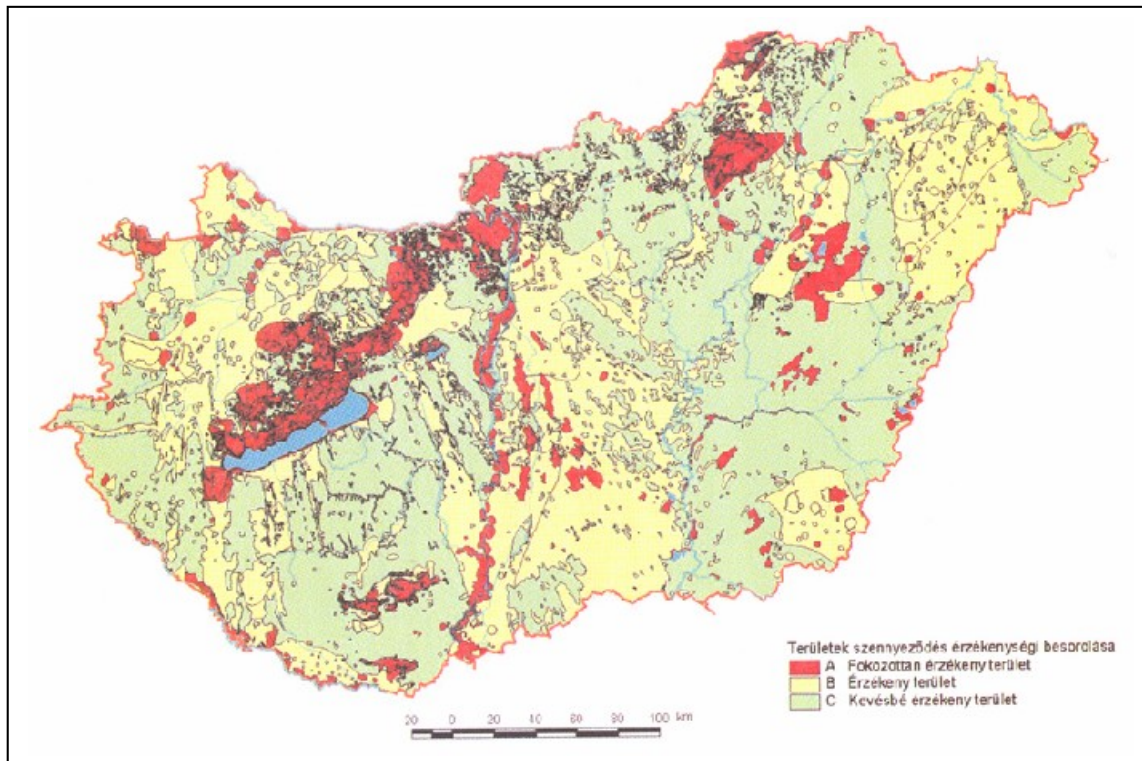 Területek szennyeződés érzékenységi besorolása
A Fokozottan érzékeny terület
B Érzékeny terület
C Kevésbé érzékeny terület
20 0 20 40 60 80 100 km